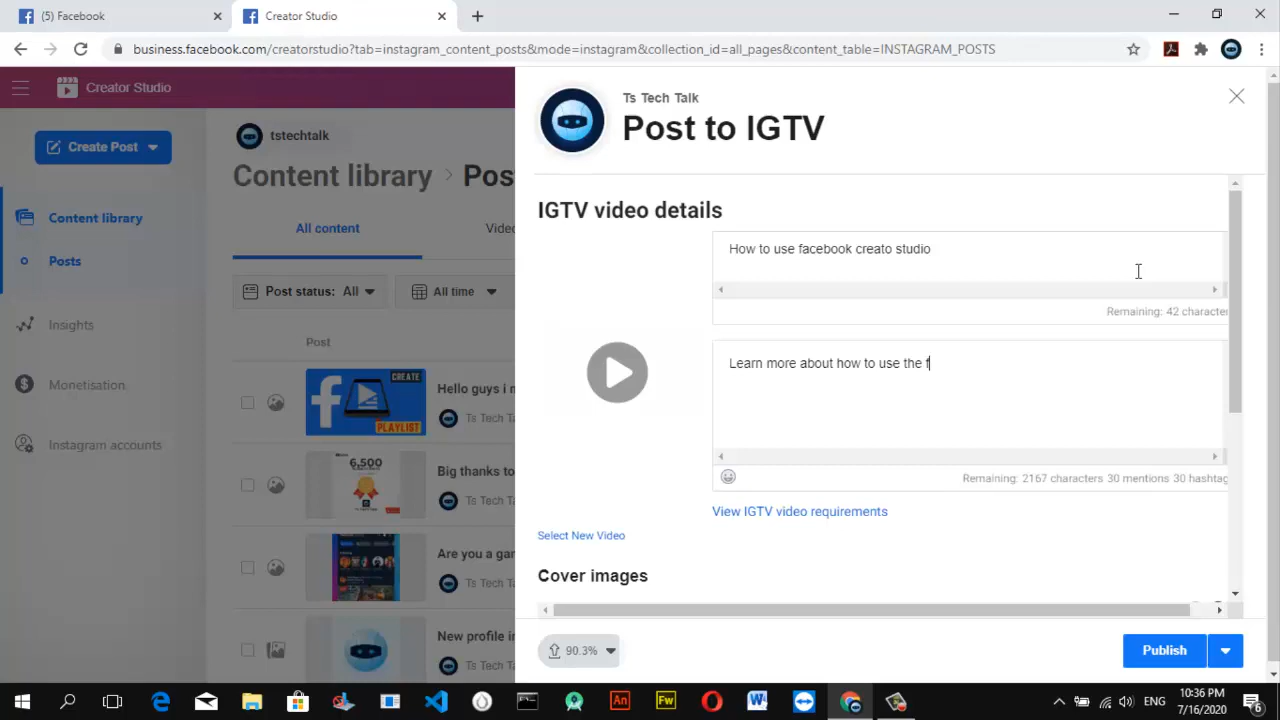 (5) Facebook
Creator Studio
business.facebook.com/creatorstudio?tab=instagram_content_posts&mode=instagram&collection_id=all_pages&content_table=INSTAGRAM_POSTS
Creator Studio
Create Post
Content library
Posts
Insights
Monetisation
Instagram accounts
tstechtalk
Content library > Pos
All content
Video
Post status: All
All time
Post
CREATE
PLAYLIST
Hello guys i n
Ts Tech Ta
6,500
Big thanks to
Ts Tech Ta
Are you a gan
Ts Tech Ta
New profile in
Ts Tech Ta
Ts Tech Talk
Post to IGTV
IGTV video details
How to use facebook creato studio
Remaining: 42 character
Learn more about how to use the f
Remaining: 2167 characters 30 mentions 30 hashtag
View IGTV video requirements
Select New Video
Cover images
90.3%
Publish
An
Fw
W
ENG
10:36 PM
7/16/2020
6